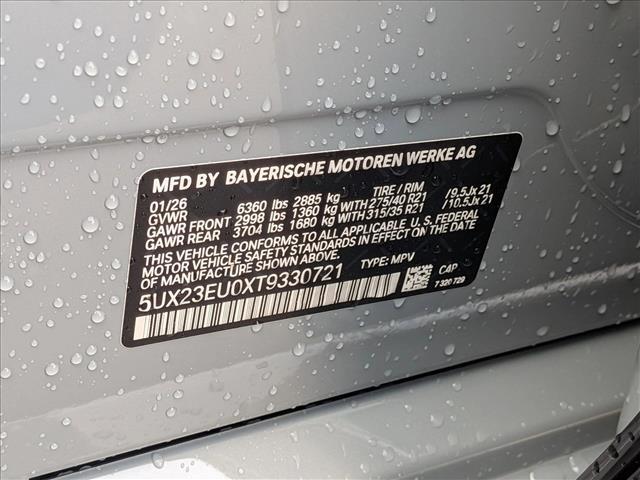 MFD BY BAYERISCHE MOTOREN WERKE AG
01/26 TIRE / RIM
GVWR 6360 lbs 2885 kg
GAWR FRONT 2998 lbs 1360 kg WITH 275/40 R21 / 9.5Jx21
GAWR REAR 3704 lbs 1680 kg WITH 315/35 R21 / 10.5Jx21
THIS VEHICLE CONFORMS TO ALL APPLICABLE U.S. FEDERAL
MOTOR VEHICLE SAFETY STANDARDS IN EFFECT ON THE DATE
OF MANUFACTURE SHOWN ABOVE.
5UX23EU0XT9330721 TYPE: MPV
C4P
7 320 729